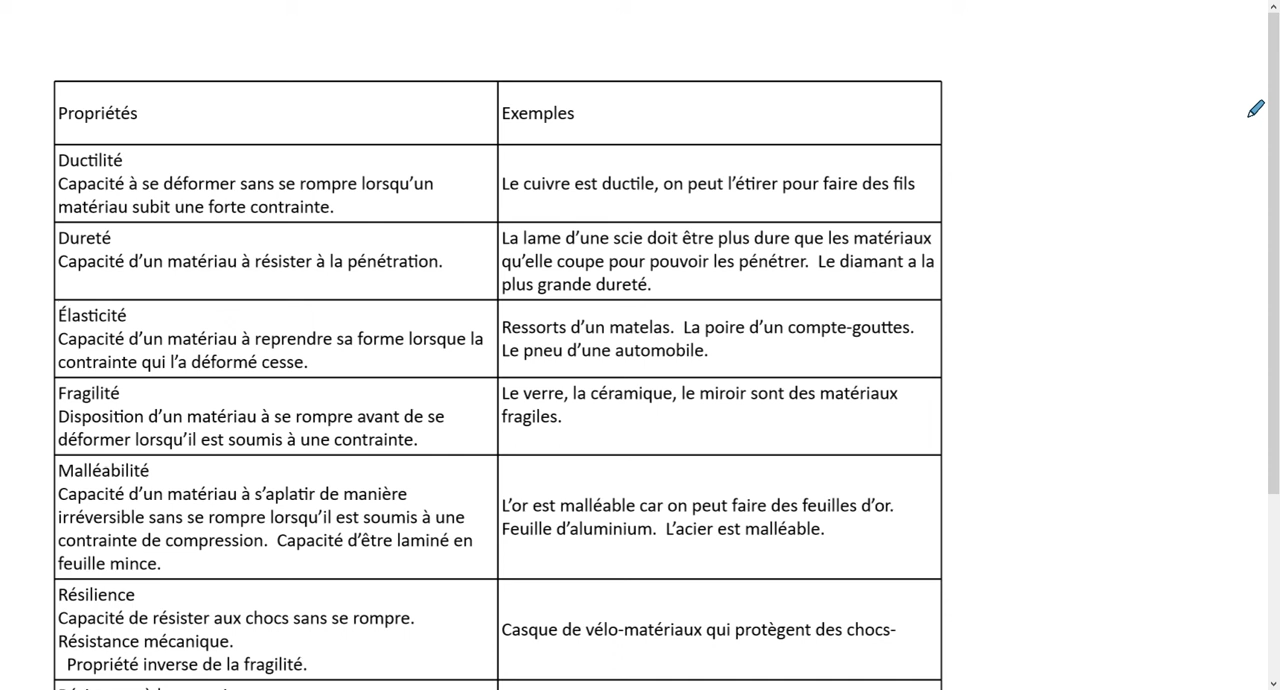 Propriétés
Exemples
Ductilité
Capacité à se déformer sans se rompre lorsqu’un
matériau subit une forte contrainte.
Le cuivre est ductile, on peut l’étirer pour faire des fils
Dureté
Capacité d’un matériau à résister à la pénétration.
La lame d’une scie doit être plus dure que les matériaux
qu’elle coupe pour pouvoir les pénétrer.  Le diamant a la
plus grande dureté.
Élasticité
Capacité d’un matériau à reprendre sa forme lorsque la
contrainte qui l’a déformé cesse.
Ressorts d’un matelas.  La poire d’un compte-gouttes.
Le pneu d’une automobile.
Fragilité
Disposition d’un matériau à se rompre avant de se
déformer lorsqu’il est soumis à une contrainte.
Le verre, la céramique, le miroir sont des matériaux
fragiles.
Malléabilité
Capacité d’un matériau à s’aplatir de manière
irréversible sans se rompre lorsqu’il est soumis à une
contrainte de compression.  Capacité d’être laminé en
feuille mince.
L’or est malléable car on peut faire des feuilles d’or.
Feuille d’aluminium.  L’acier est malléable.
Résilience
Capacité de résister aux chocs sans se rompre.
Résistance mécanique.
Propriété inverse de la fragilité.
Casque de vélo-matériaux qui protègent des chocs-